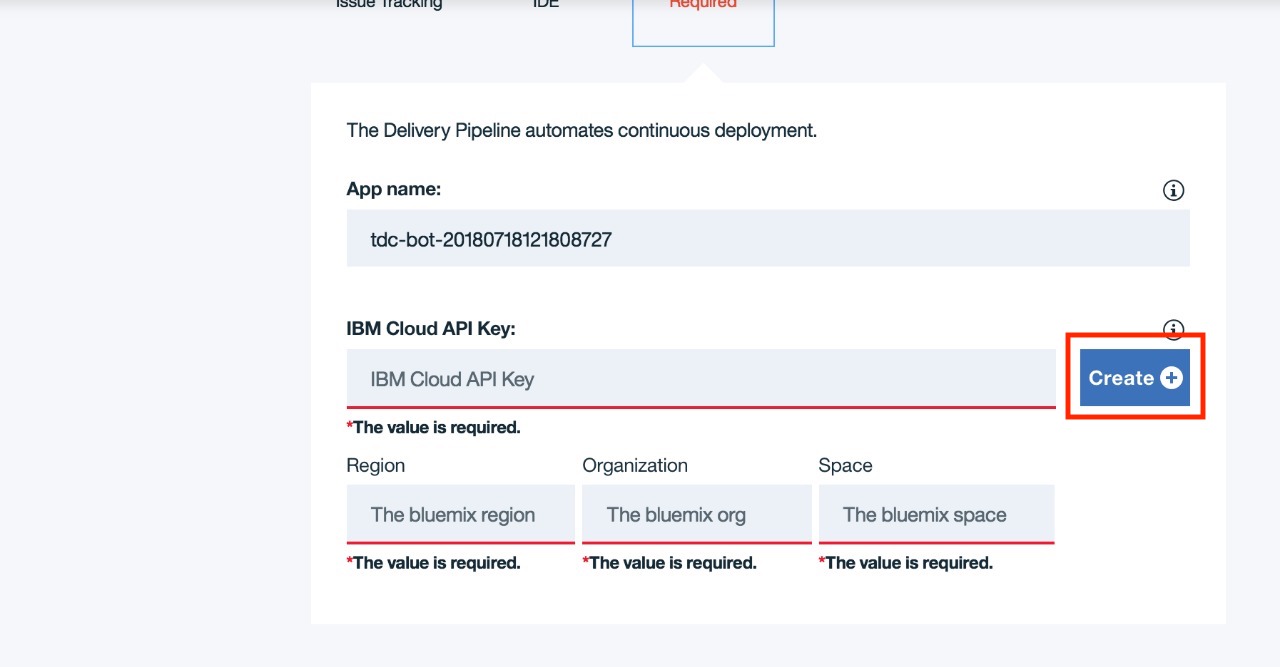 Issue Tracking IDE Required
The Delivery Pipeline automates continuous deployment.
App name:
tdc-bot-20180718121808727
IBM Cloud API Key:
IBM Cloud API Key Create
*The value is required.
Region Organization Space
The bluemix region The bluemix org The bluemix space
*The value is required. *The value is required. *The value is required.